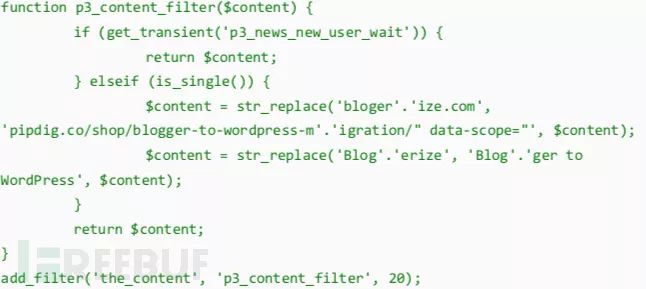 function p3_content_filter($content) {
if (get_transient('p3_news_new_user_wait')) {
return $content;
} elseif (is_single()) {
$content = str_replace('bloger'.'ize.com',
'pipdig.co/shop/blogger-to-wordpress-m'.'igration/" data-scope="', $content);
$content = str_replace('Blog'.'erize', 'Blog'.'ger to
WordPress', $content);
}
return $content;
}
add_filter('the_content', 'p3_content_filter', 20);
REEBUF